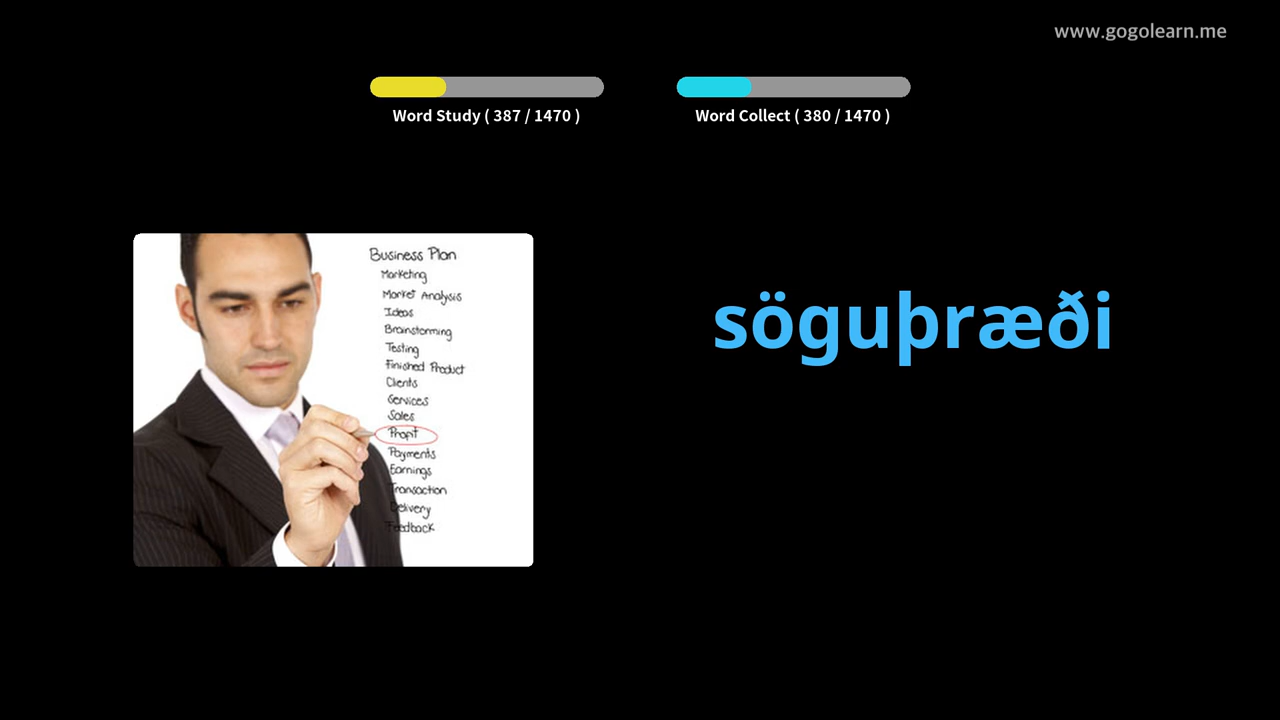 www.gogolearn.me
Word Study ( 387 / 1470 )
Word Collect ( 380 / 1470 )
Business Plan
Marketing
Market Analysis
Ideas
Brainstorming
Testing
Finished Product
Clients
Services
Sales
Profit
Payments
Earnings
Transaction
Delivery
Feedback
söguþræði